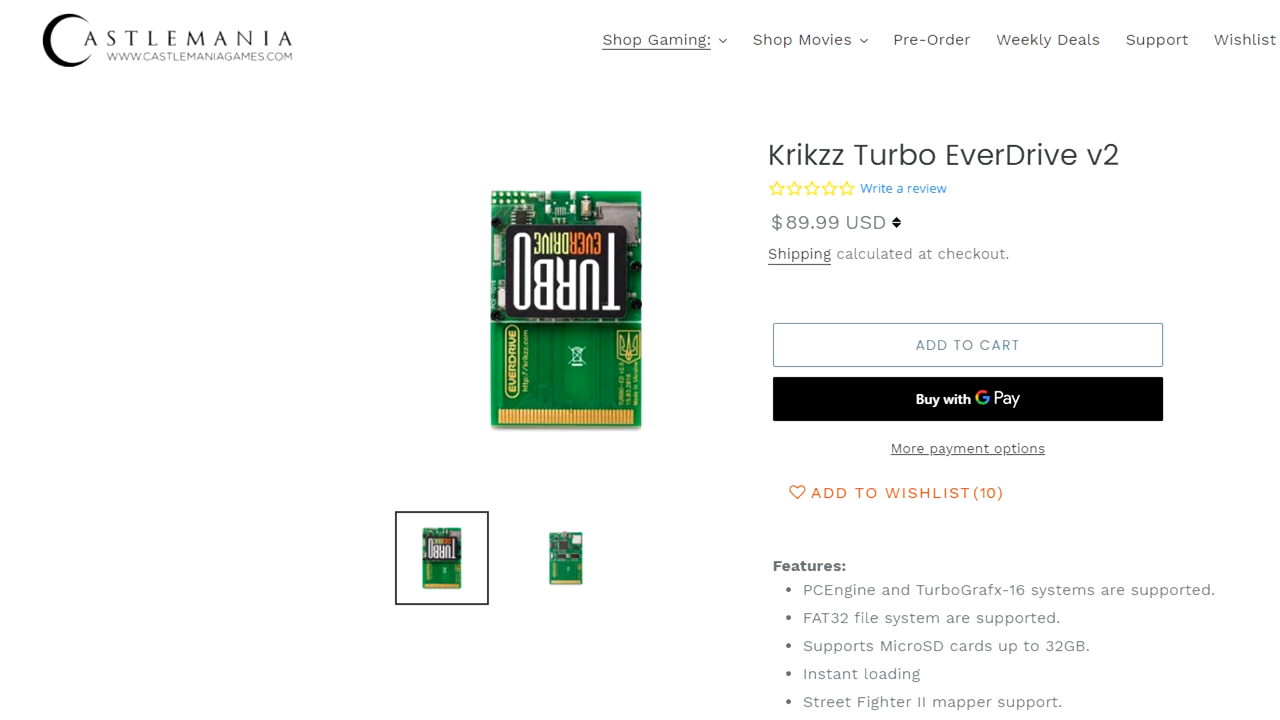 CASTLEMANIA
WWW.CASTLEMANIAGAMES.COM
Shop Gaming:
Shop Movies
Pre-Order
Weekly Deals
Support
Wishlist
Krikzz Turbo EverDrive v2
Write a review
$89.99 USD
Shipping calculated at checkout.
ADD TO CART
Buy with G Pay
More payment options
ADD TO WISHLIST (10)
TURBO
EVERDRIVE
EVERDRIVE
http://krikzz.com
Features:
• PCEngine and TurboGrafx-16 systems are supported.
• FAT32 file system are supported.
• Supports MicroSD cards up to 32GB.
• Instant loading
• Street Fighter II mapper support.